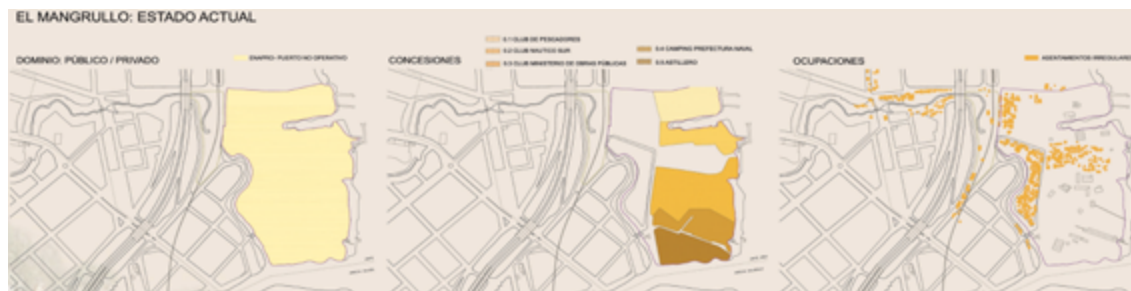 EL MANGRULLO: ESTADO ACTUAL
DOMINIO: PÚBLICO / PRIVADO
ENAPRO - PUERTO NO OPERATIVO
CONCESIONES
0.1 CLUB DE PESCADORES
0.2 CLUB NAUTICO SUR
0.3 CLUB MINISTERIO DE OBRAS PÚBLICAS
0.4 CAMPING PREFECTURA NAVAL
0.5 ASTILLERO
OCUPACIONES
ASENTAMIENTOS IRREGULARES